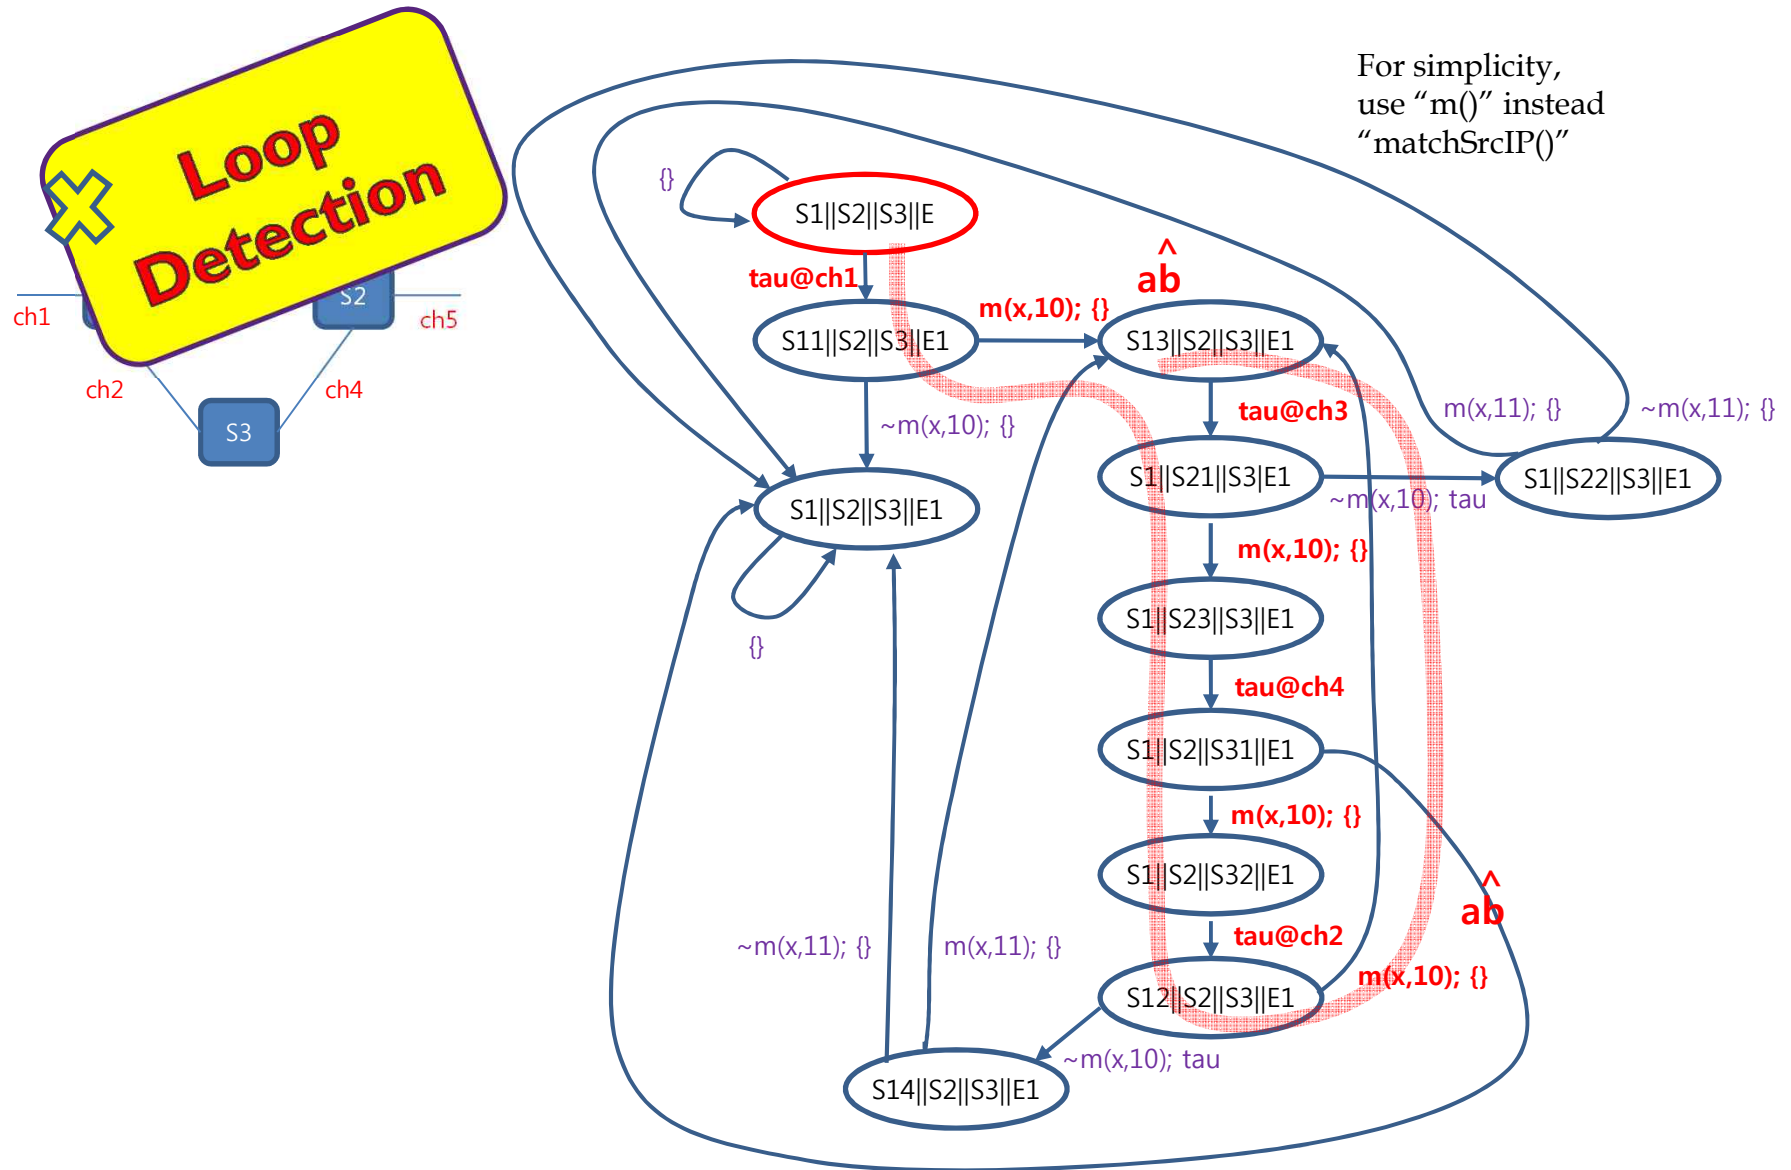 Loop
Detection
ch1
S2
ch5
ch2
ch4
S3
For simplicity,
use “m()” instead
“matchSrcIP()”
{}
S1||S2||S3||E
tau@ch1
^
ab
m(x,10); {}
S11||S2||S3||E1
S13||S2||S3||E1
~m(x,10); {}
tau@ch3
m(x,11); {}
~m(x,11); {}
S1||S21||S3|E1
S1||S22||S3||E1
~m(x,10); tau
S1||S2||S3||E1
m(x,10); {}
{}
S1||S23||S3||E1
tau@ch4
S1||S2||S31||E1
m(x,10); {}
S1||S2||S32||E1
^
ab
tau@ch2
~m(x,11); {}
m(x,11); {}
m(x,10); {}
S12||S2||S3||E1
~m(x,10); tau
S14||S2||S3||E1